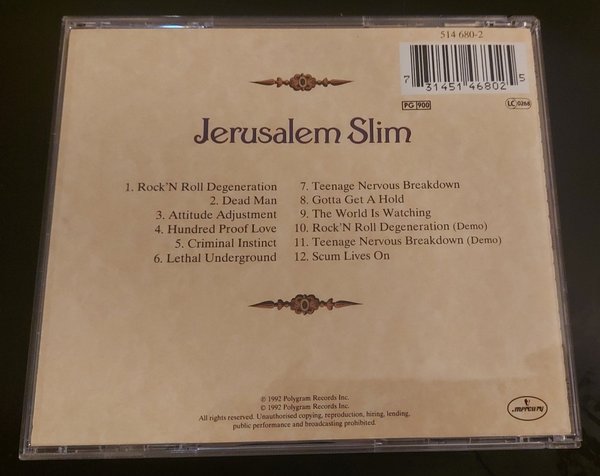 514 680-2
7 31451 46802 5
PG 900
LC 0268
Jerusalem Slim
1. Rock'N Roll Degeneration
2. Dead Man
3. Attitude Adjustment
4. Hundred Proof Love
5. Criminal Instinct
6. Lethal Underground
7. Teenage Nervous Breakdown
8. Gotta Get A Hold
9. The World Is Watching
10. Rock'N Roll Degeneration (Demo)
11. Teenage Nervous Breakdown (Demo)
12. Scum Lives On
℗ 1992 Polygram Records Inc.
© 1992 Polygram Records Inc.
All rights reserved. Unauthorised copying, reproduction, hiring, lending,
public performance and broadcasting prohibited.
mercury